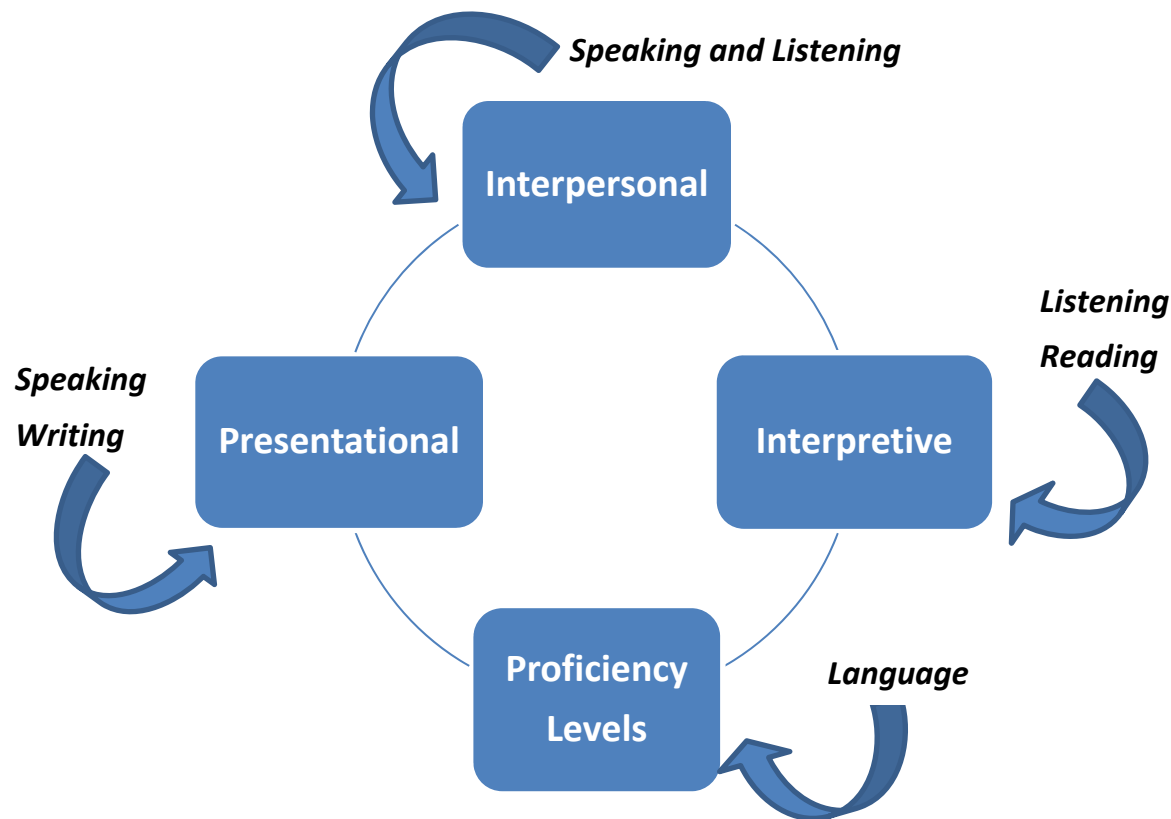 Speaking and Listening
Interpersonal
Listening
Reading
Speaking
Writing
Presentational
Interpretive
Proficiency
Levels
Language